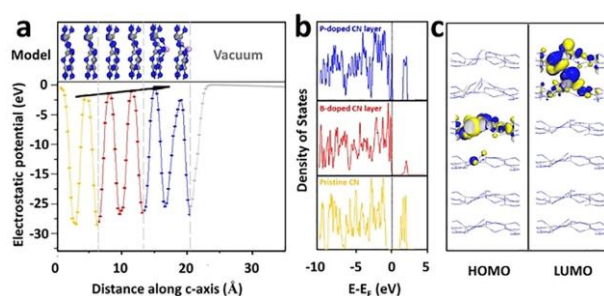 a
Model
Vacuum
Electrostatic potential (eV)
0
-5
-10
-15
-20
-25
-30
0 10 20 30
Distance along c-axis (Å)
b
P-doped CN layer
B-doped CN layer
Pristine CN
Density of States
-10 -5 0 5
E-EF (eV)
c
HOMO
LUMO